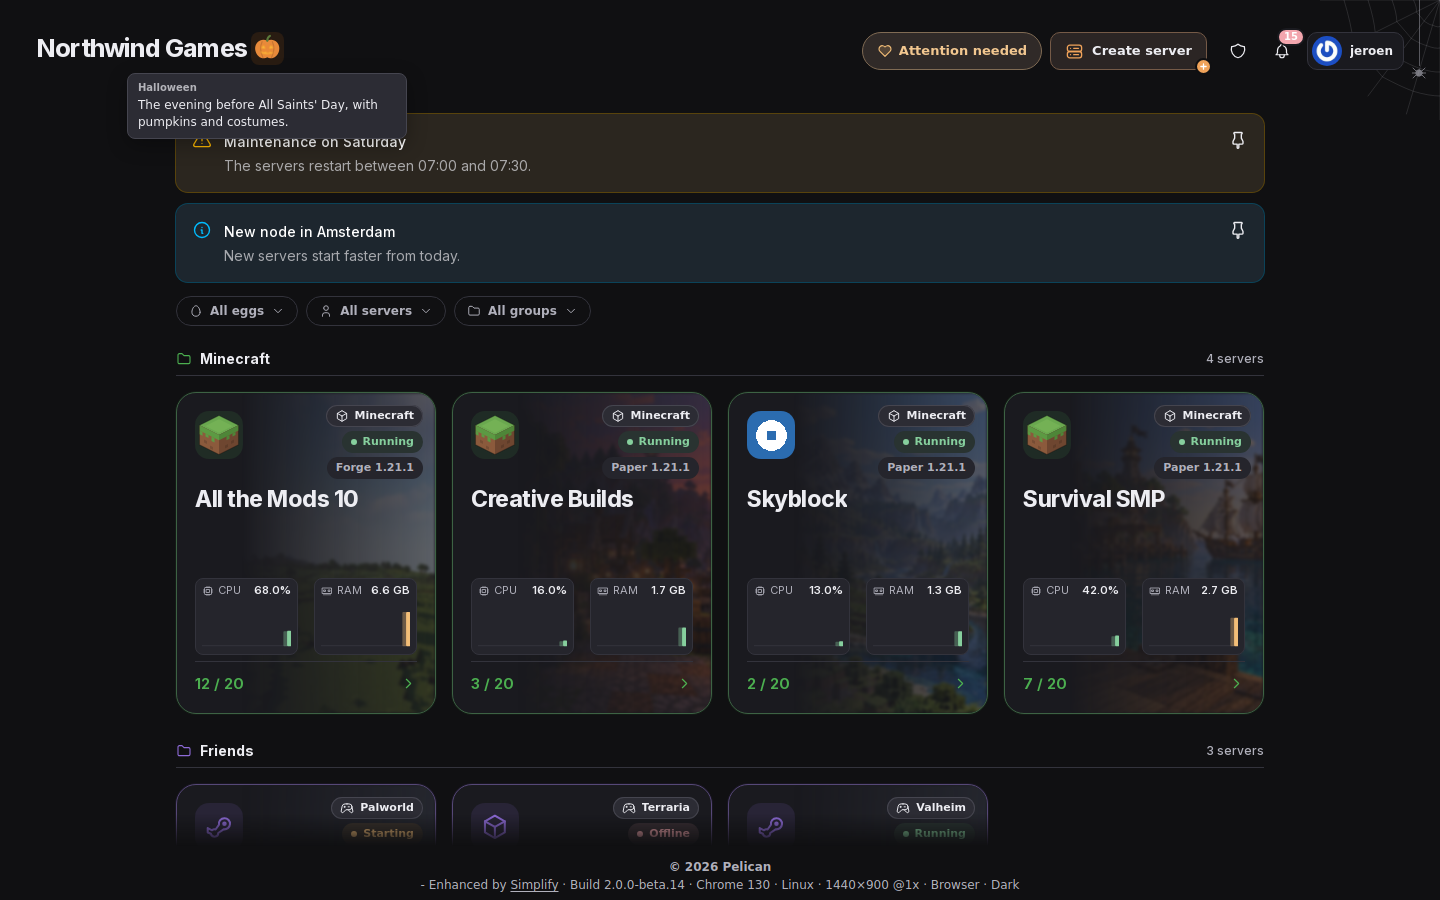 Northwind Games
Attention needed
Create server
15
jeroen
Halloween
The evening before All Saints' Day, with
pumpkins and costumes.
Maintenance on Saturday
The servers restart between 07:00 and 07:30.
New node in Amsterdam
New servers start faster from today.
All eggs
All servers
All groups
Minecraft
4 servers
Minecraft
Running
Forge 1.21.1
All the Mods 10
CPU 68.0%
RAM 6.6 GB
12 / 20
Minecraft
Running
Paper 1.21.1
Creative Builds
CPU 16.0%
RAM 1.7 GB
3 / 20
Minecraft
Running
Paper 1.21.1
Skyblock
CPU 13.0%
RAM 1.3 GB
2 / 20
Minecraft
Running
Paper 1.21.1
Survival SMP
CPU 42.0%
RAM 2.7 GB
7 / 20
Friends
3 servers
Palworld
Starting
Terraria
Offline
Valheim
Running
© 2026 Pelican
- Enhanced by Simplify · Build 2.0.0-beta.14 · Chrome 130 · Linux · 1440×900 @1x · Browser · Dark